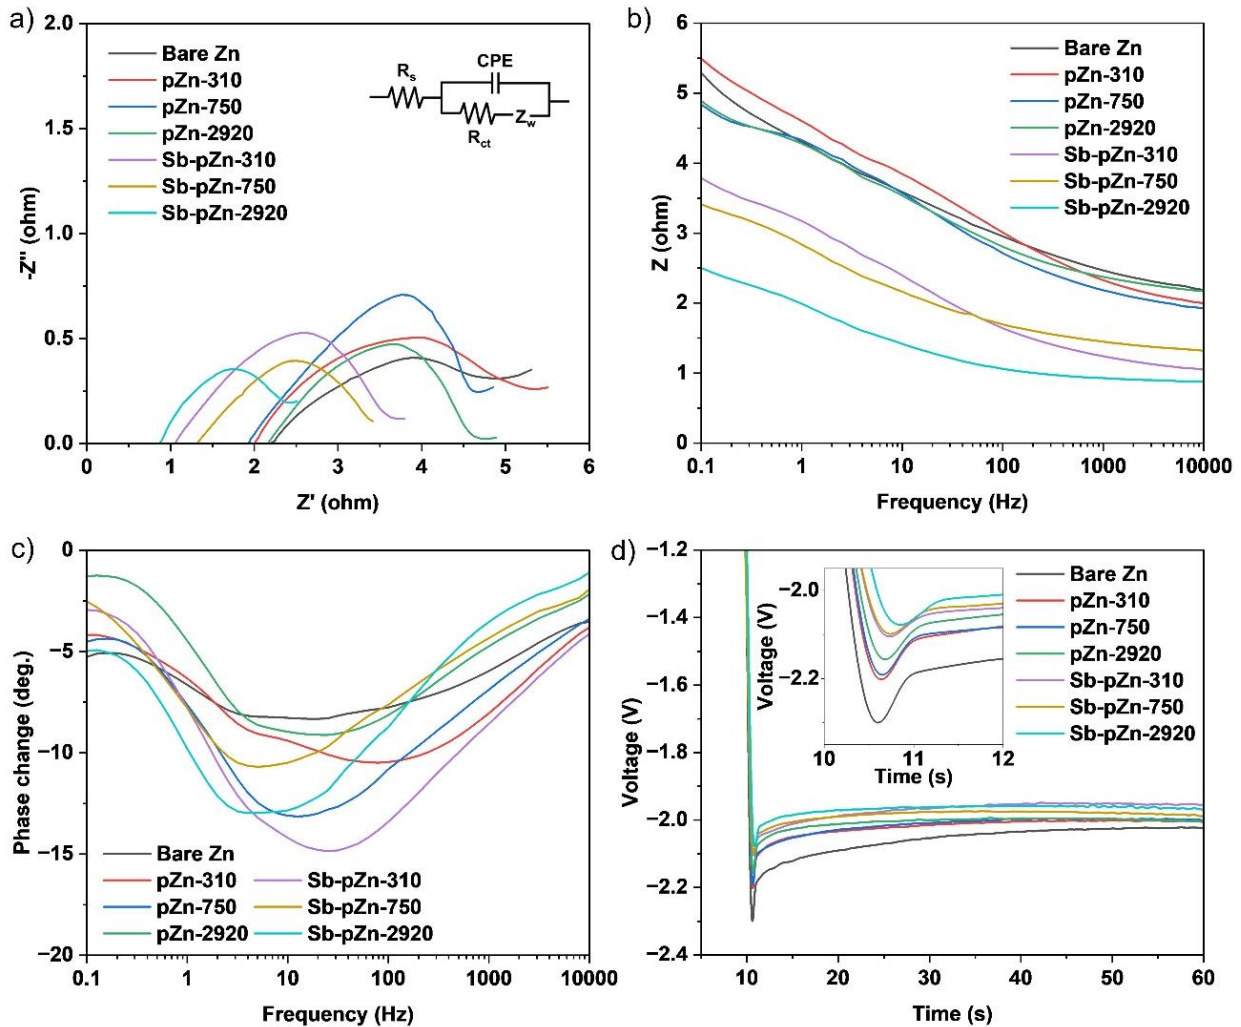 a)
2.0
1.5
1.0
0.5
0.0
-Z'' (ohm)
0 1 2 3 4 5 6
Z' (ohm)
Bare Zn
pZn-310
pZn-750
pZn-2920
Sb-pZn-310
Sb-pZn-750
Sb-pZn-2920
Rs
CPE
Rct
Zw
b)
6
5
4
3
2
1
0
Z (ohm)
0.1 1 10 100 1000 10000
Frequency (Hz)
Bare Zn
pZn-310
pZn-750
pZn-2920
Sb-pZn-310
Sb-pZn-750
Sb-pZn-2920
c)
0
−5
−10
−15
−20
Phase change (deg.)
0.1 1 10 100 1000 10000
Frequency (Hz)
Bare Zn
pZn-310 Sb-pZn-310
pZn-750 Sb-pZn-750
pZn-2920 Sb-pZn-2920
d)
−1.2
−1.4
−1.6
−1.8
−2.0
−2.2
−2.4
Voltage (V)
10 20 30 40 50 60
Time (s)
−2.0
−2.2
Voltage (V)
10 11 12
Time (s)
Bare Zn
pZn-310
pZn-750
pZn-2920
Sb-pZn-310
Sb-pZn-750
Sb-pZn-2920